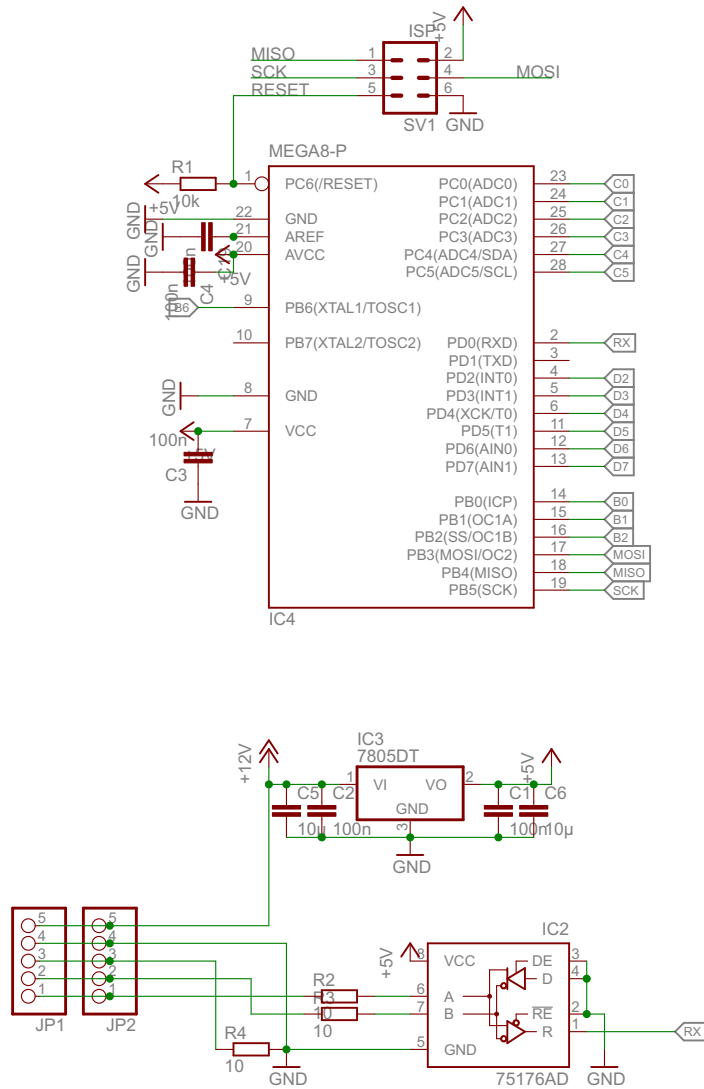 ISP
+5V
MISO 1 2
SCK 3 4 MOSI
RESET 5 6
SV1 GND
MEGA8-P
R1
10k
+5V
1 PC6(/RESET) PC0(ADC0) 23 C0
PC1(ADC1) 24 C1
GND 22 GND PC2(ADC2) 25 C2
GND 21 AREF PC3(ADC3) 26 C3
20 AVCC PC4(ADC4/SDA) 27 C4
GND +5V PC5(ADC5/SCL) 28 C5
100n C4
B6 9 PB6(XTAL1/TOSC1)
10 PB7(XTAL2/TOSC2) PD0(RXD) 2 RX
PD1(TXD) 3
PD2(INT0) 4 D2
GND 8 GND PD3(INT1) 5 D3
PD4(XCK/T0) 6 D4
7 VCC PD5(T1) 11 D5
100n +5V PD6(AIN0) 12 D6
C3 PD7(AIN1) 13 D7
GND
PB0(ICP) 14 B0
PB1(OC1A) 15 B1
PB2(SS/OC1B) 16 B2
PB3(MOSI/OC2) 17 MOSI
PB4(MISO) 18 MISO
PB5(SCK) 19 SCK
IC4
IC3
7805DT
+12V +5V
1 VI VO 2
GND
3
C5 C2 C1 C6
10µ 100n 100n 10µ
GND
5 5
4 4
3 3
2 2
1 1
JP1 JP2
IC2
+5V 8 VCC DE 3
D 4
R2 6 A
R3 7 B RE 2
10
10
R 1 RX
R4 5 GND
10
GND 75176AD GND